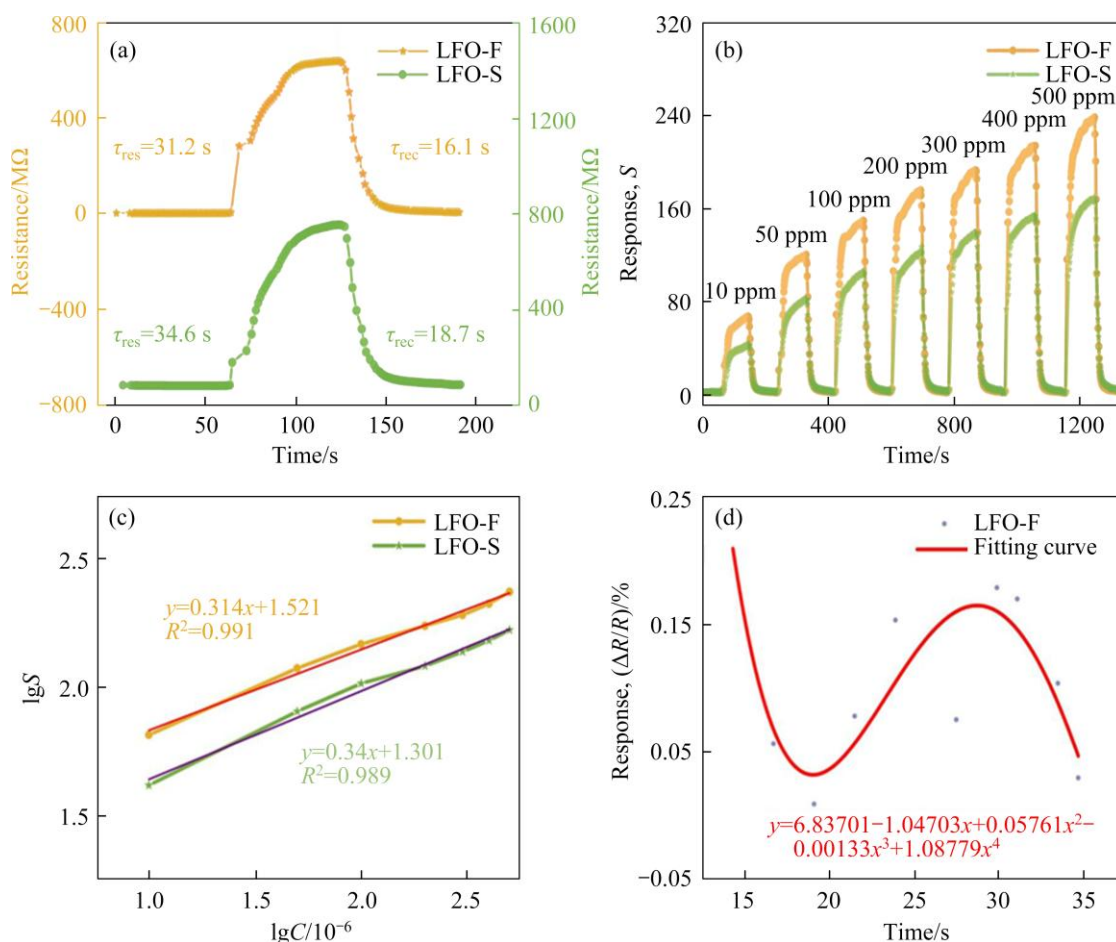 (a)
LFO-F
LFO-S
800
400
0
−400
−800
Resistance/MΩ
1600
1200
800
400
0
Resistance/MΩ
τres=31.2 s
τrec=16.1 s
τres=34.6 s
τrec=18.7 s
0
50
100
150
200
Time/s
(b)
LFO-F
LFO-S
320
240
160
80
0
Response, S
10 ppm
50 ppm
100 ppm
200 ppm
300 ppm
400 ppm
500 ppm
0
400
800
1200
Time/s
(c)
LFO-F
LFO-S
2.5
2.0
1.5
lgS
y=0.314x+1.521
R²=0.991
y=0.34x+1.301
R²=0.989
1.0
1.5
2.0
2.5
lgC/10⁻⁶
(d)
LFO-F
Fitting curve
0.25
0.15
0.05
−0.05
Response, (ΔR/R)/%
y=6.83701−1.04703x+0.05761x²−
0.00133x³+1.08779x⁴
15
20
25
30
35
Time/s